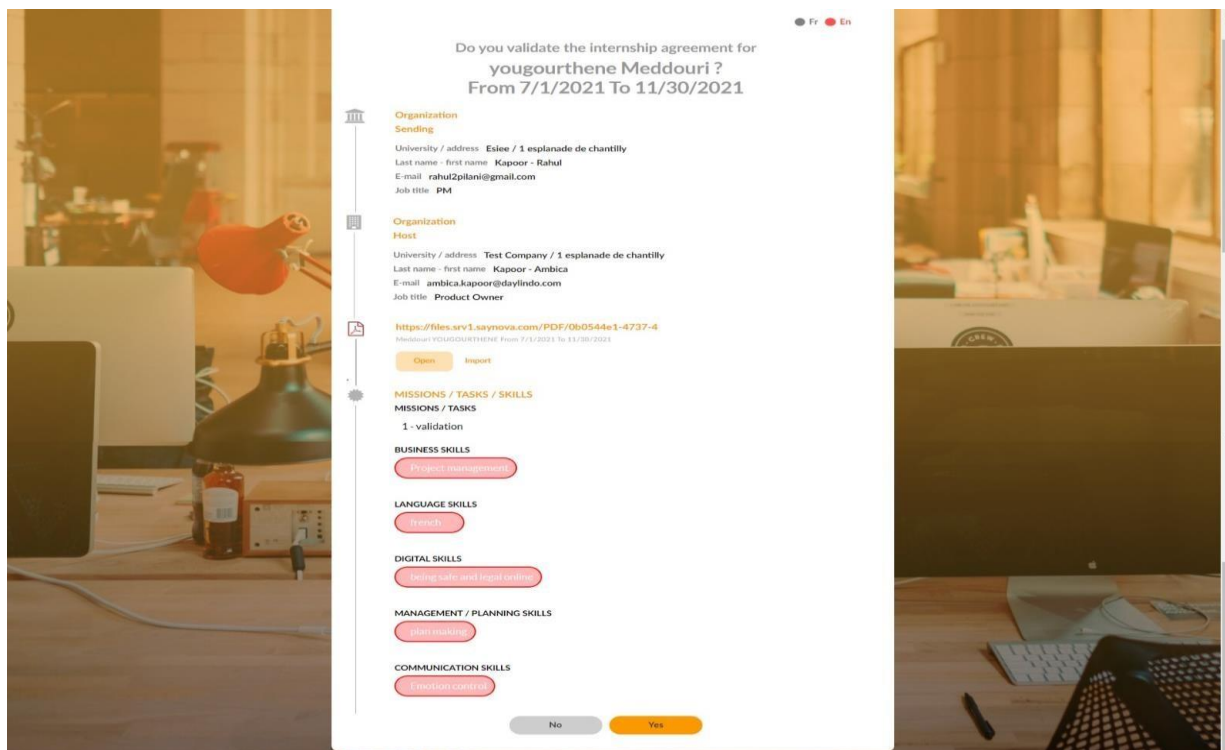 Fr En
Do you validate the internship agreement for
yougourthene Meddouri ?
From 7/1/2021 To 11/30/2021
Organization
Sending
University / address Esiee / 1 esplanade de chantilly
Last name - first name Kapoor - Rahul
E-mail rahul2pilani@gmail.com
Job title PM
Organization
Host
University / address Test Company / 1 esplanade de chantilly
Last name - first name Kapoor - Ambica
E-mail ambica.kapoor@daylindo.com
Job title Product Owner
https://files.srv1.saynova.com/PDF/0b0544e1-4737-4
Meddouri YOUGOURTHENE From 7/1/2021 To 11/30/2021
Open Import
MISSIONS / TASKS / SKILLS
MISSIONS / TASKS
1 - validation
BUSINESS SKILLS
Project management
LANGUAGE SKILLS
french
DIGITAL SKILLS
being safe and legal online
MANAGEMENT / PLANNING SKILLS
plan making
COMMUNICATION SKILLS
Emotion control
No Yes
CREW